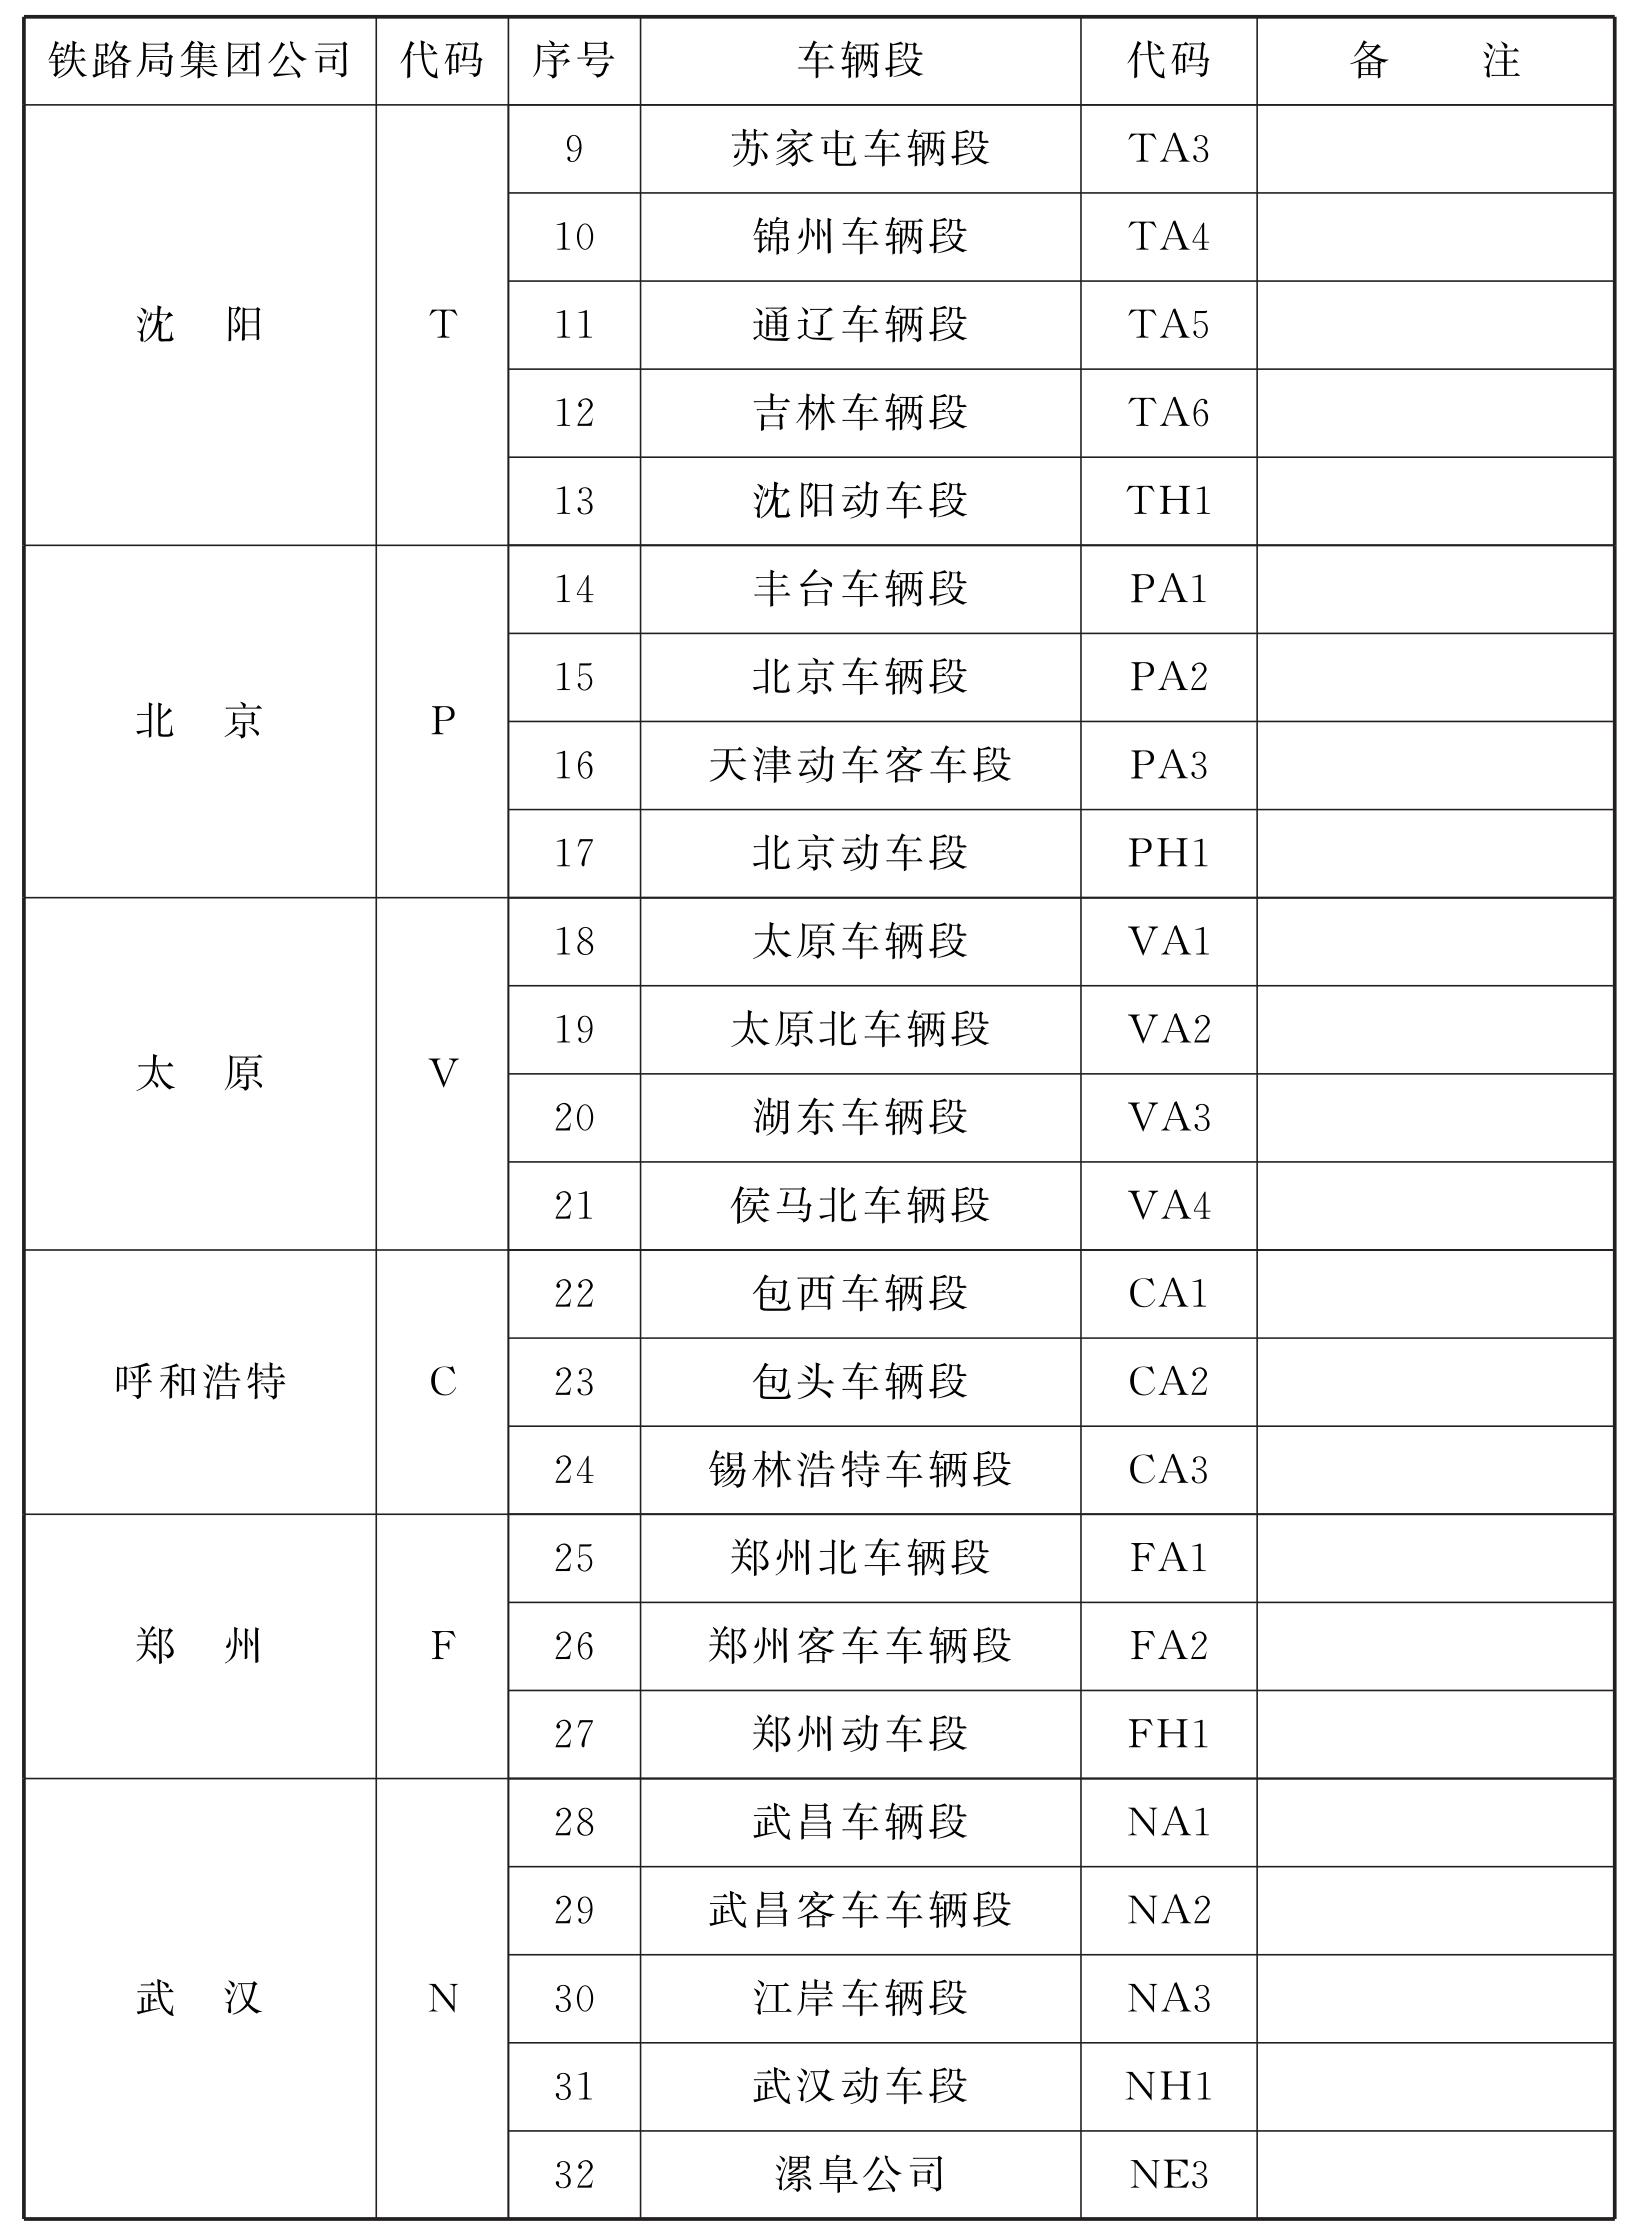 铁路局集团公司 代码 序号 车辆段 代码 备 注
沈 阳 T 9 苏家屯车辆段 TA3
10 锦州车辆段 TA4
11 通辽车辆段 TA5
12 吉林车辆段 TA6
13 沈阳动车段 TH1
北 京 P 14 丰台车辆段 PA1
15 北京车辆段 PA2
16 天津动车客车段 PA3
17 北京动车段 PH1
太 原 V 18 太原车辆段 VA1
19 太原北车辆段 VA2
20 湖东车辆段 VA3
21 侯马北车辆段 VA4
呼和浩特 C 22 包西车辆段 CA1
23 包头车辆段 CA2
24 锡林浩特车辆段 CA3
郑 州 F 25 郑州北车辆段 FA1
26 郑州客车车辆段 FA2
27 郑州动车段 FH1
武 汉 N 28 武昌车辆段 NA1
29 武昌客车车辆段 NA2
30 江岸车辆段 NA3
31 武汉动车段 NH1
32 漯阜公司 NE3